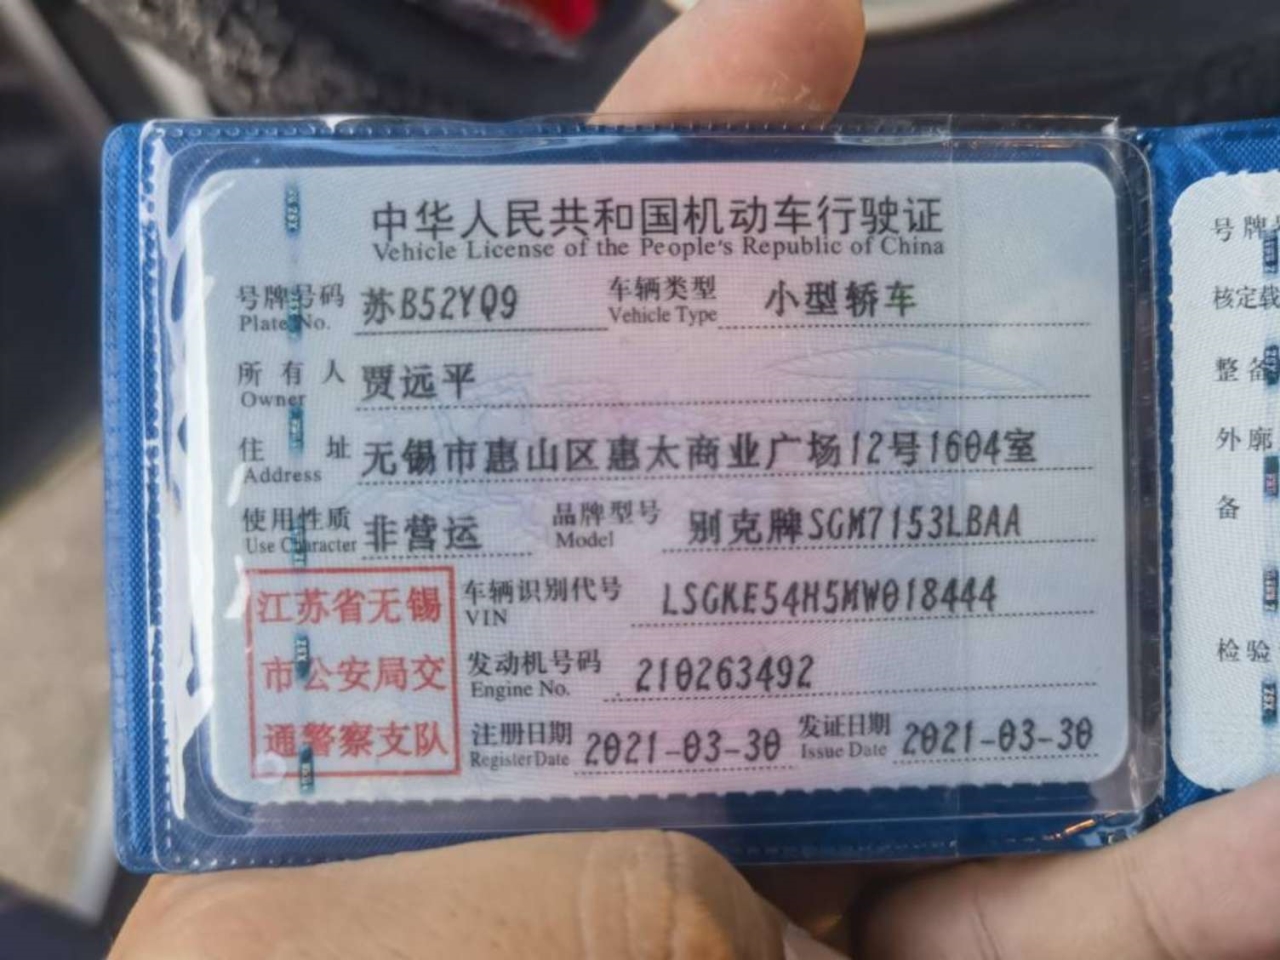 中华人民共和国机动车行驶证
Vehicle License of the People's Republic of China
号牌号码 苏B52YQ9 车辆类型 小型轿车
Plate No. Vehicle Type
所有人 贾远平
Owner
住址 无锡市惠山区惠太商业广场12号1604室
Address
使用性质 非营运 品牌型号 别克牌SGM7153LBAA
Use Character Model
江苏省无锡
市公安局交
通警察支队
车辆识别代号 LSGKE54H5MW018444
VIN
发动机号码 210263492
Engine No.
注册日期 2021-03-30 发证日期 2021-03-30
Register Date Issue Date
号牌
核定载
整备
外廓
备
检验